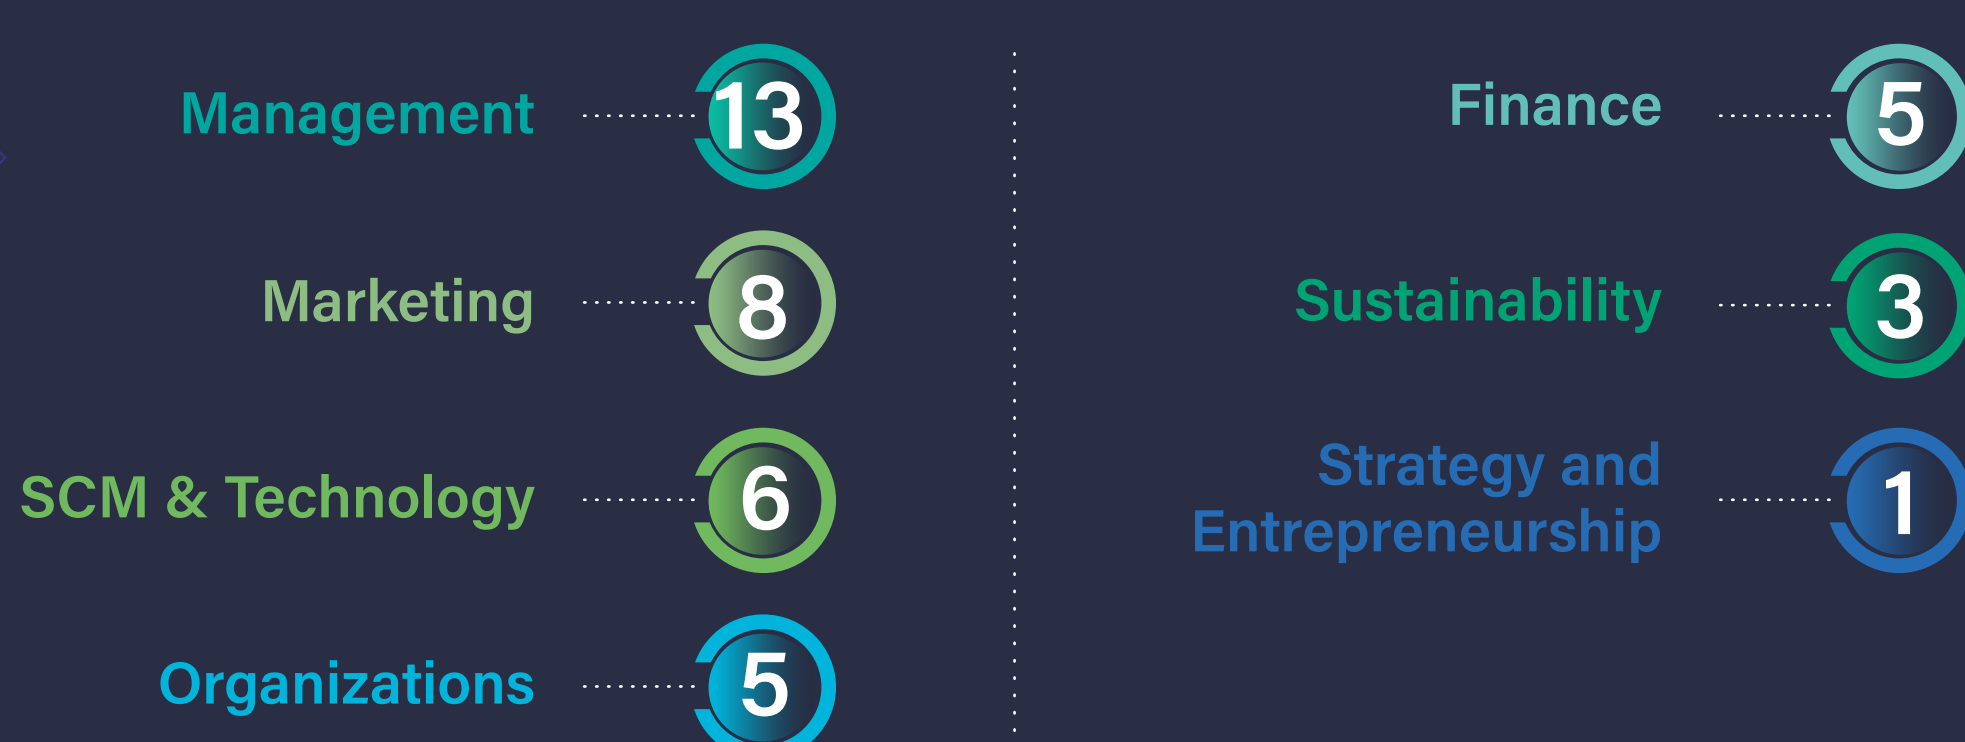 Management 13
Marketing 8
SCM & Technology 6
Organizations 5
Finance 5
Sustainability 3
Strategy and
Entrepreneurship 1